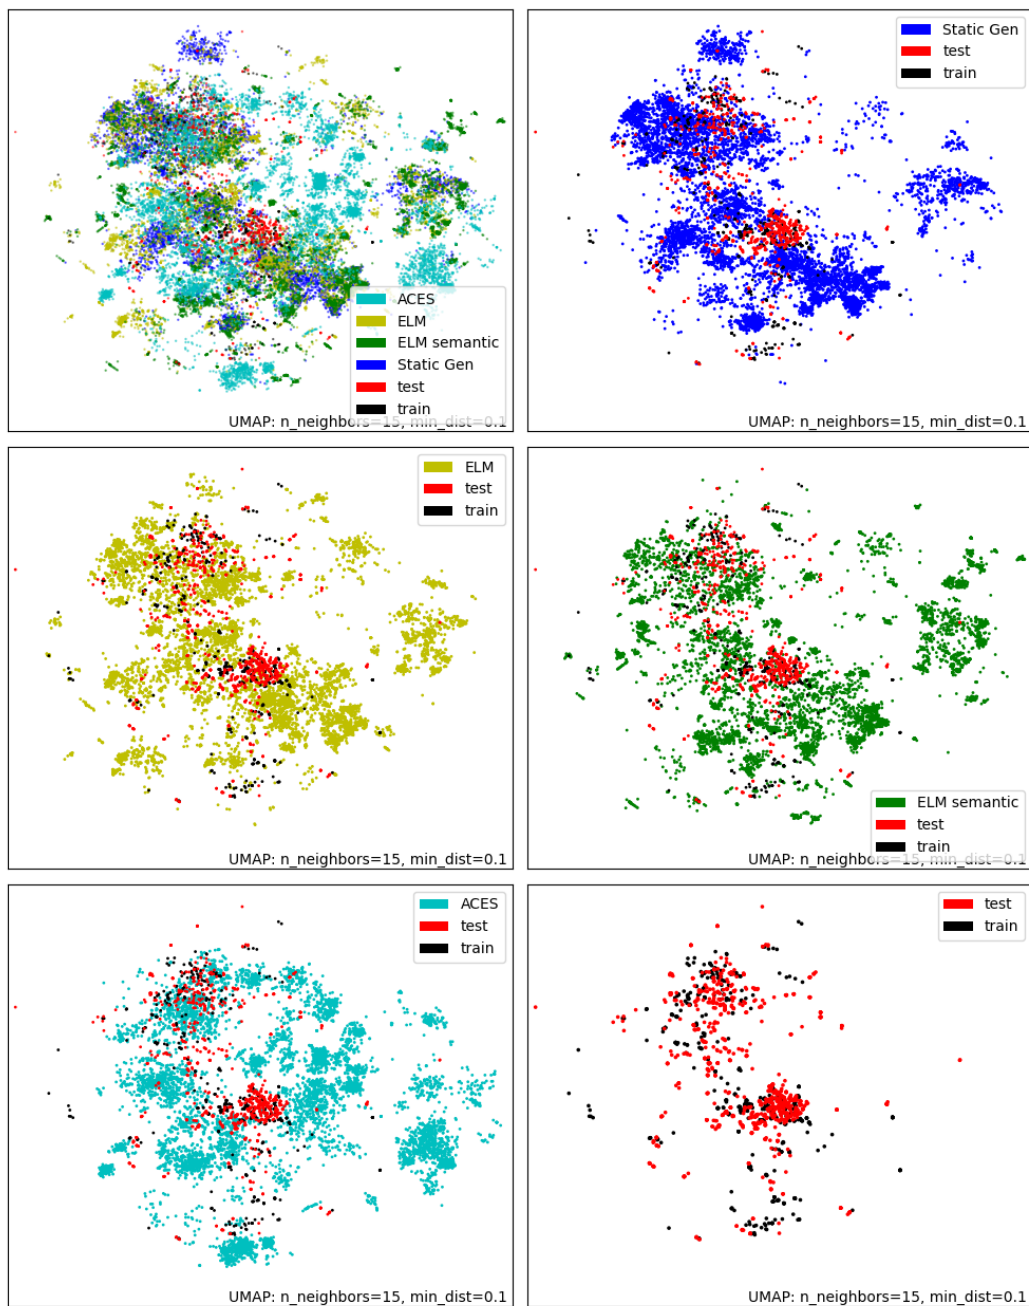 ACES
ELM
ELM semantic
Static Gen
test
train
UMAP: n_neighbors=15, min_dist=0.1
Static Gen
test
train
UMAP: n_neighbors=15, min_dist=0.1
ELM
test
train
UMAP: n_neighbors=15, min_dist=0.1
ELM semantic
test
train
UMAP: n_neighbors=15, min_dist=0.1
ACES
test
train
UMAP: n_neighbors=15, min_dist=0.1
test
train
UMAP: n_neighbors=15, min_dist=0.1